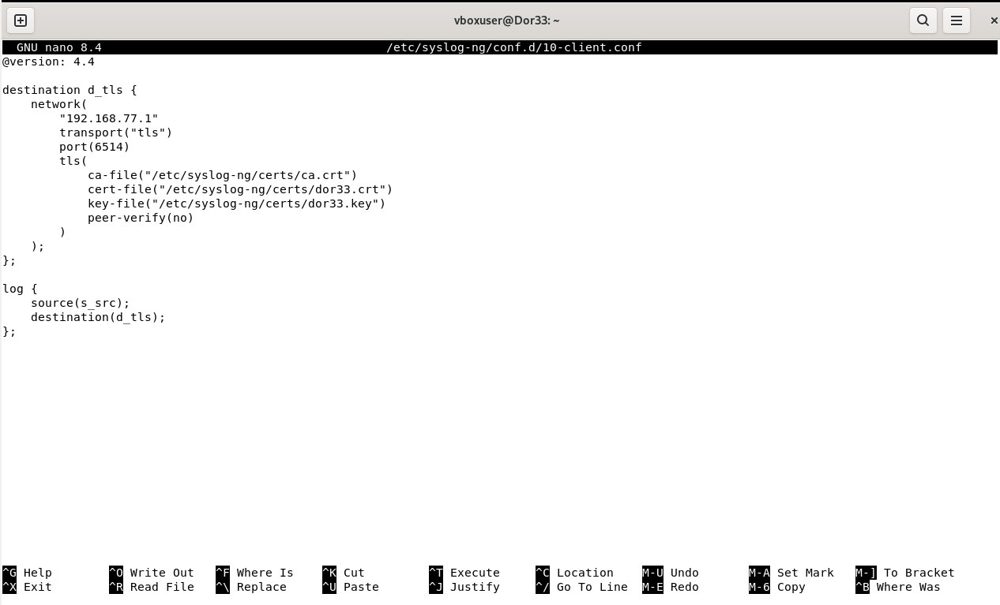 vboxuser@Dor33: ~
GNU nano 8.4 /etc/syslog-ng/conf.d/10-client.conf
@version: 4.4

destination d_tls {
    network(
        "192.168.77.1"
        transport("tls")
        port(6514)
        tls(
            ca-file("/etc/syslog-ng/certs/ca.crt")
            cert-file("/etc/syslog-ng/certs/dor33.crt")
            key-file("/etc/syslog-ng/certs/dor33.key")
            peer-verify(no)
        )
    );
};

log {
    source(s_src);
    destination(d_tls);
};

^G Help ^O Write Out ^F Where Is ^K Cut ^T Execute ^C Location M-U Undo M-A Set Mark M-] To Bracket
^X Exit ^R Read File ^\ Replace ^U Paste ^J Justify ^/ Go To Line M-E Redo M-6 Copy ^B Where Was